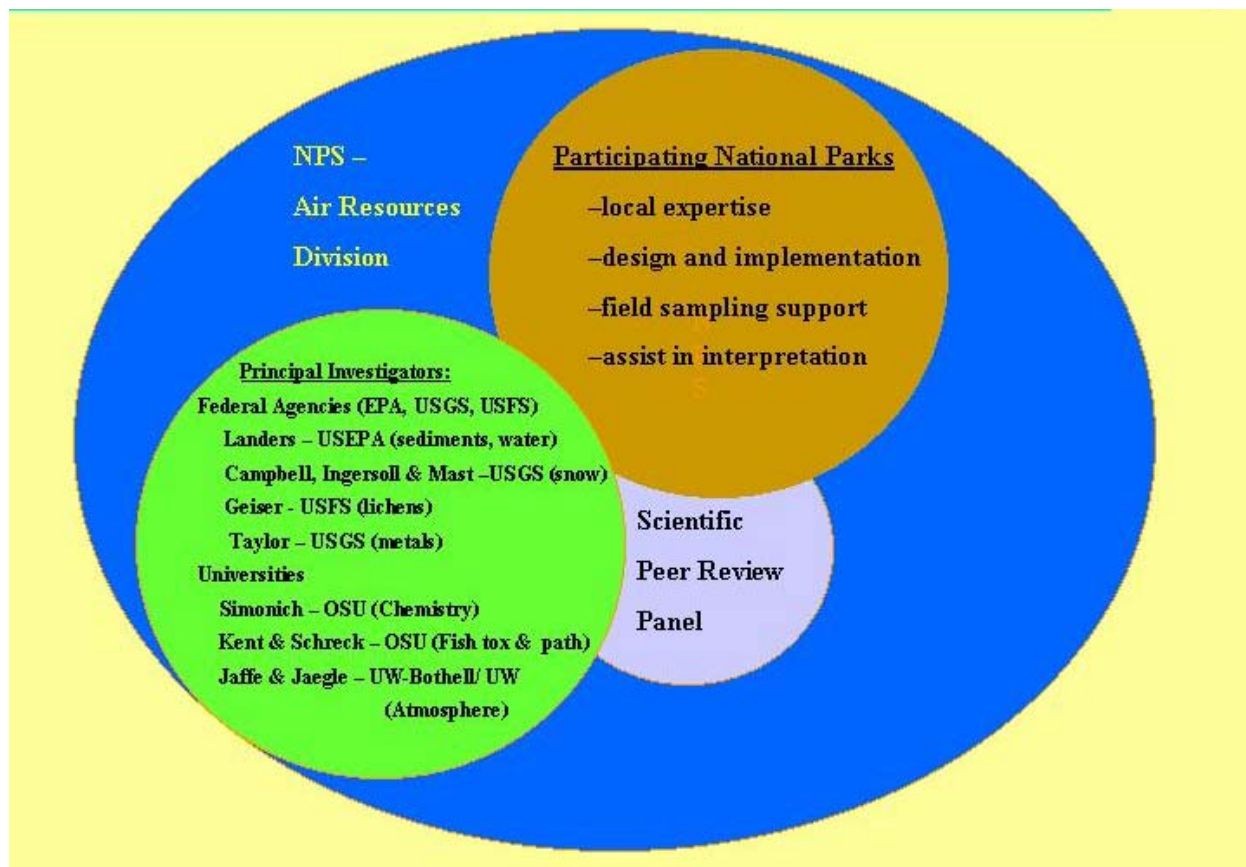 NPS –
Air Resources
Division
Participating National Parks
–local expertise
–design and implementation
–field sampling support
–assist in interpretation
Principal Investigators:
Federal Agencies (EPA, USGS, USFS)
Landers – USEPA (sediments, water)
Campbell, Ingersoll & Mast –USGS (snow)
Geiser - USFS (lichens)
Taylor – USGS (metals)
Universities
Simonich – OSU (Chemistry)
Kent & Schreck – OSU (Fish tox & path)
Jaffe & Jaegle – UW-Bothell/ UW
(Atmosphere)
Scientific
Peer Review
Panel